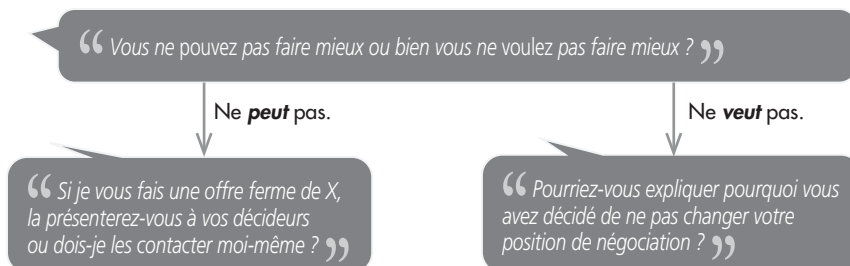 “ Vous ne pouvez pas faire mieux ou bien vous ne voulez pas faire mieux ? ”
Ne peut pas.
Ne veut pas.
“ Si je vous fais une offre ferme de X,
la présenterez-vous à vos décideurs
ou dois-je les contacter moi-même ? ”
“ Pourriez-vous expliquer pourquoi vous
avez décidé de ne pas changer votre
position de négociation ? ”